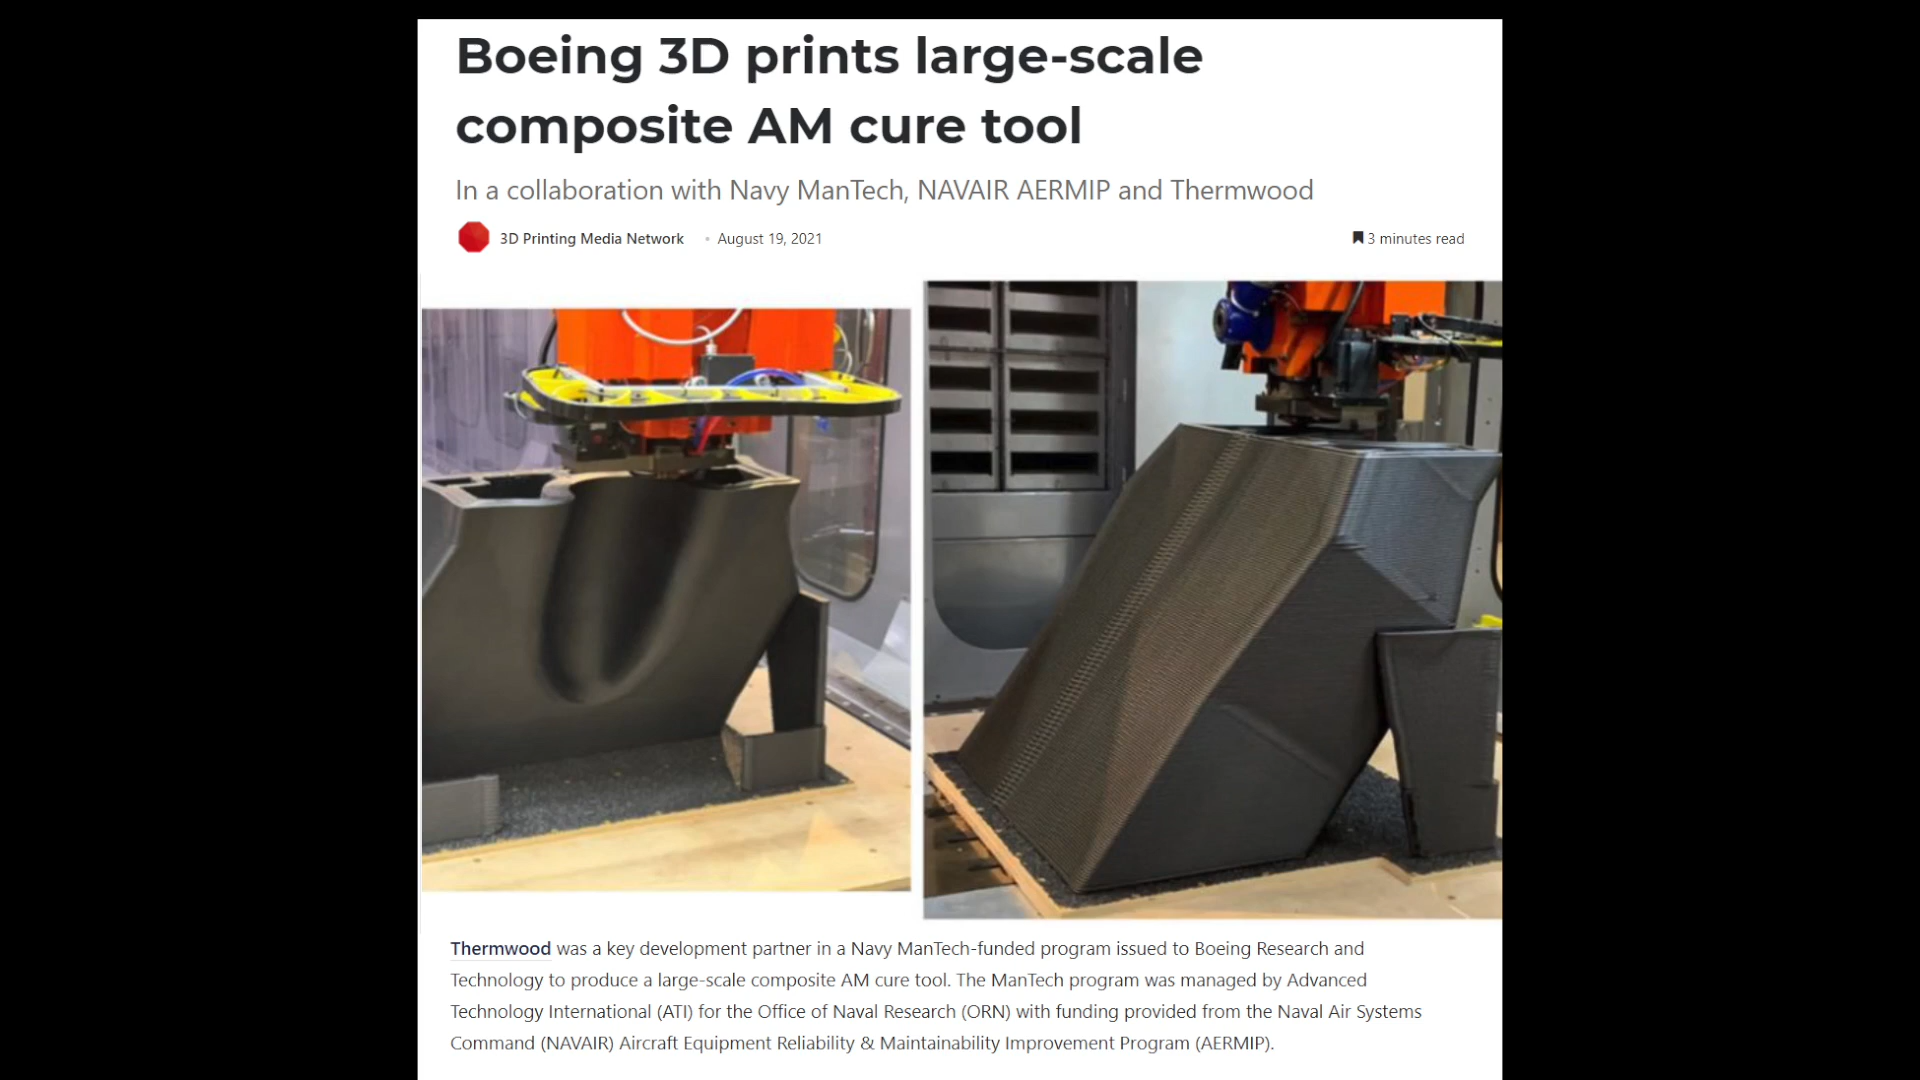 Boeing 3D prints large-scale
composite AM cure tool
In a collaboration with Navy ManTech, NAVAIR AERMIP and Thermwood
3D Printing Media Network • August 19, 2021 3 minutes read
Thermwood was a key development partner in a Navy ManTech-funded program issued to Boeing Research and
Technology to produce a large-scale composite AM cure tool. The ManTech program was managed by Advanced
Technology International (ATI) for the Office of Naval Research (ORN) with funding provided from the Naval Air Systems
Command (NAVAIR) Aircraft Equipment Reliability & Maintainability Improvement Program (AERMIP).